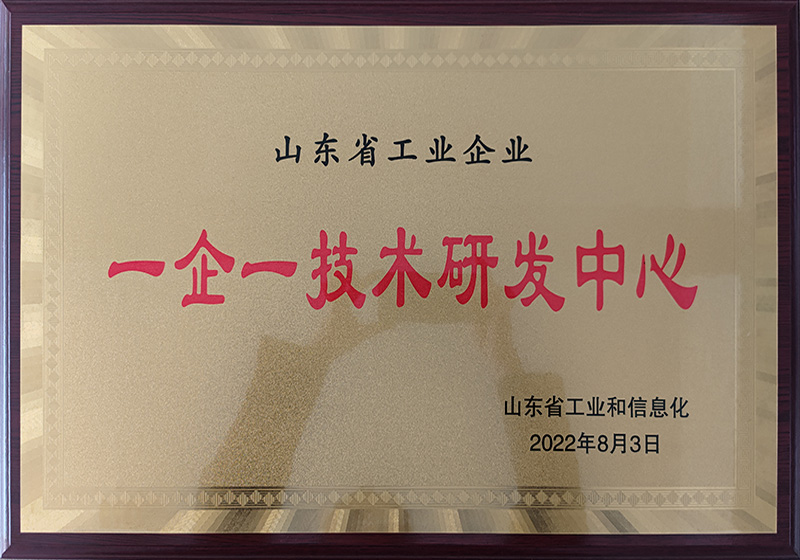 山东省工业企业
一企一技术研发中心
山东省工业和信息化
2022年8月3日